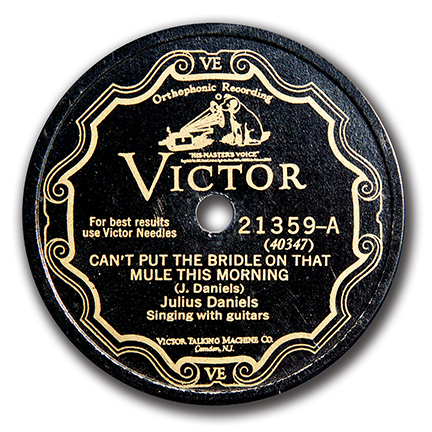 VE
Orthophonic Recording
"HIS MASTER'S VOICE"
VICTOR
For best results
use Victor Needles
21359-A
(40347)
CAN'T PUT THE BRIDLE ON THAT
MULE THIS MORNING
(J. Daniels)
Julius Daniels
Singing with guitars
VICTOR TALKING MACHINE CO.
Camden, N.J.
VE